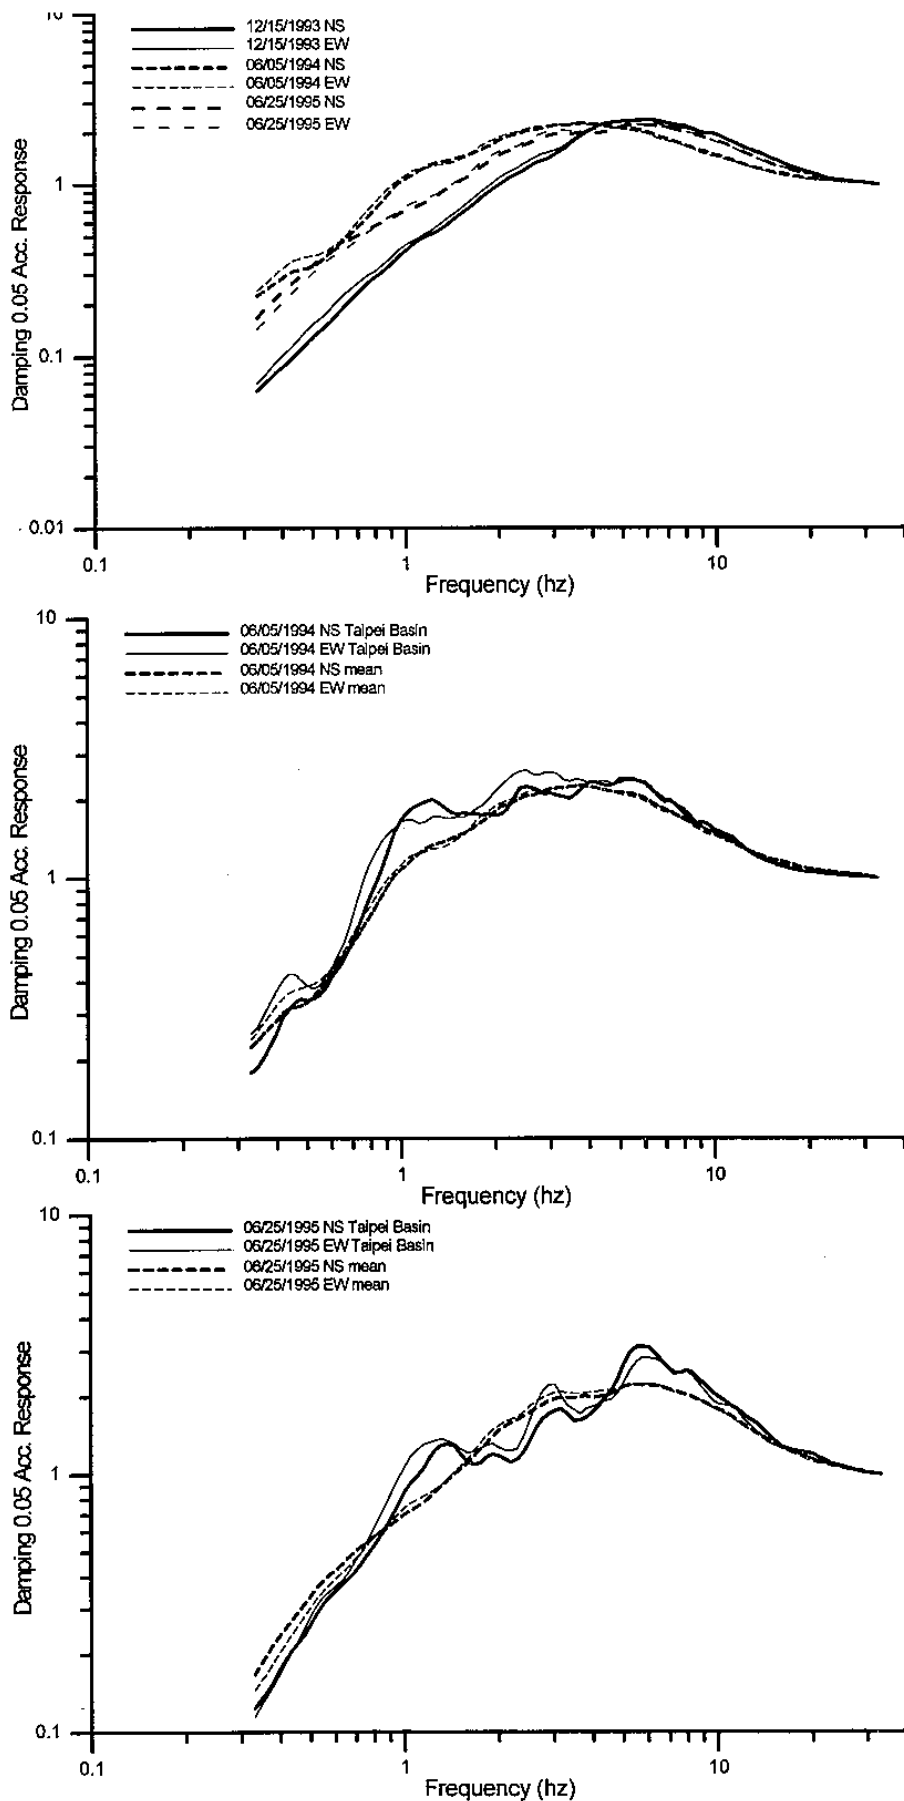 10
12/15/1993 NS
12/15/1993 EW
06/05/1994 NS
06/05/1994 EW
06/25/1995 NS
06/25/1995 EW
1
0.1
0.01
Damping 0.05 Acc. Response
0.1 1 10
Frequency (hz)
10
06/05/1994 NS Taipei Basin
06/05/1994 EW Taipei Basin
06/05/1994 NS mean
06/05/1994 EW mean
1
0.1
Damping 0.05 Acc. Response
0.1 1 10
Frequency (hz)
10
06/25/1995 NS Taipei Basin
06/25/1995 EW Taipei Basin
06/25/1995 NS mean
06/25/1995 EW mean
1
0.1
Damping 0.05 Acc. Response
0.1 1 10
Frequency (hz)